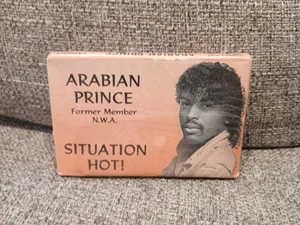 ARABIAN
PRINCE
Former Member
N.W.A.
SITUATION
HOT!